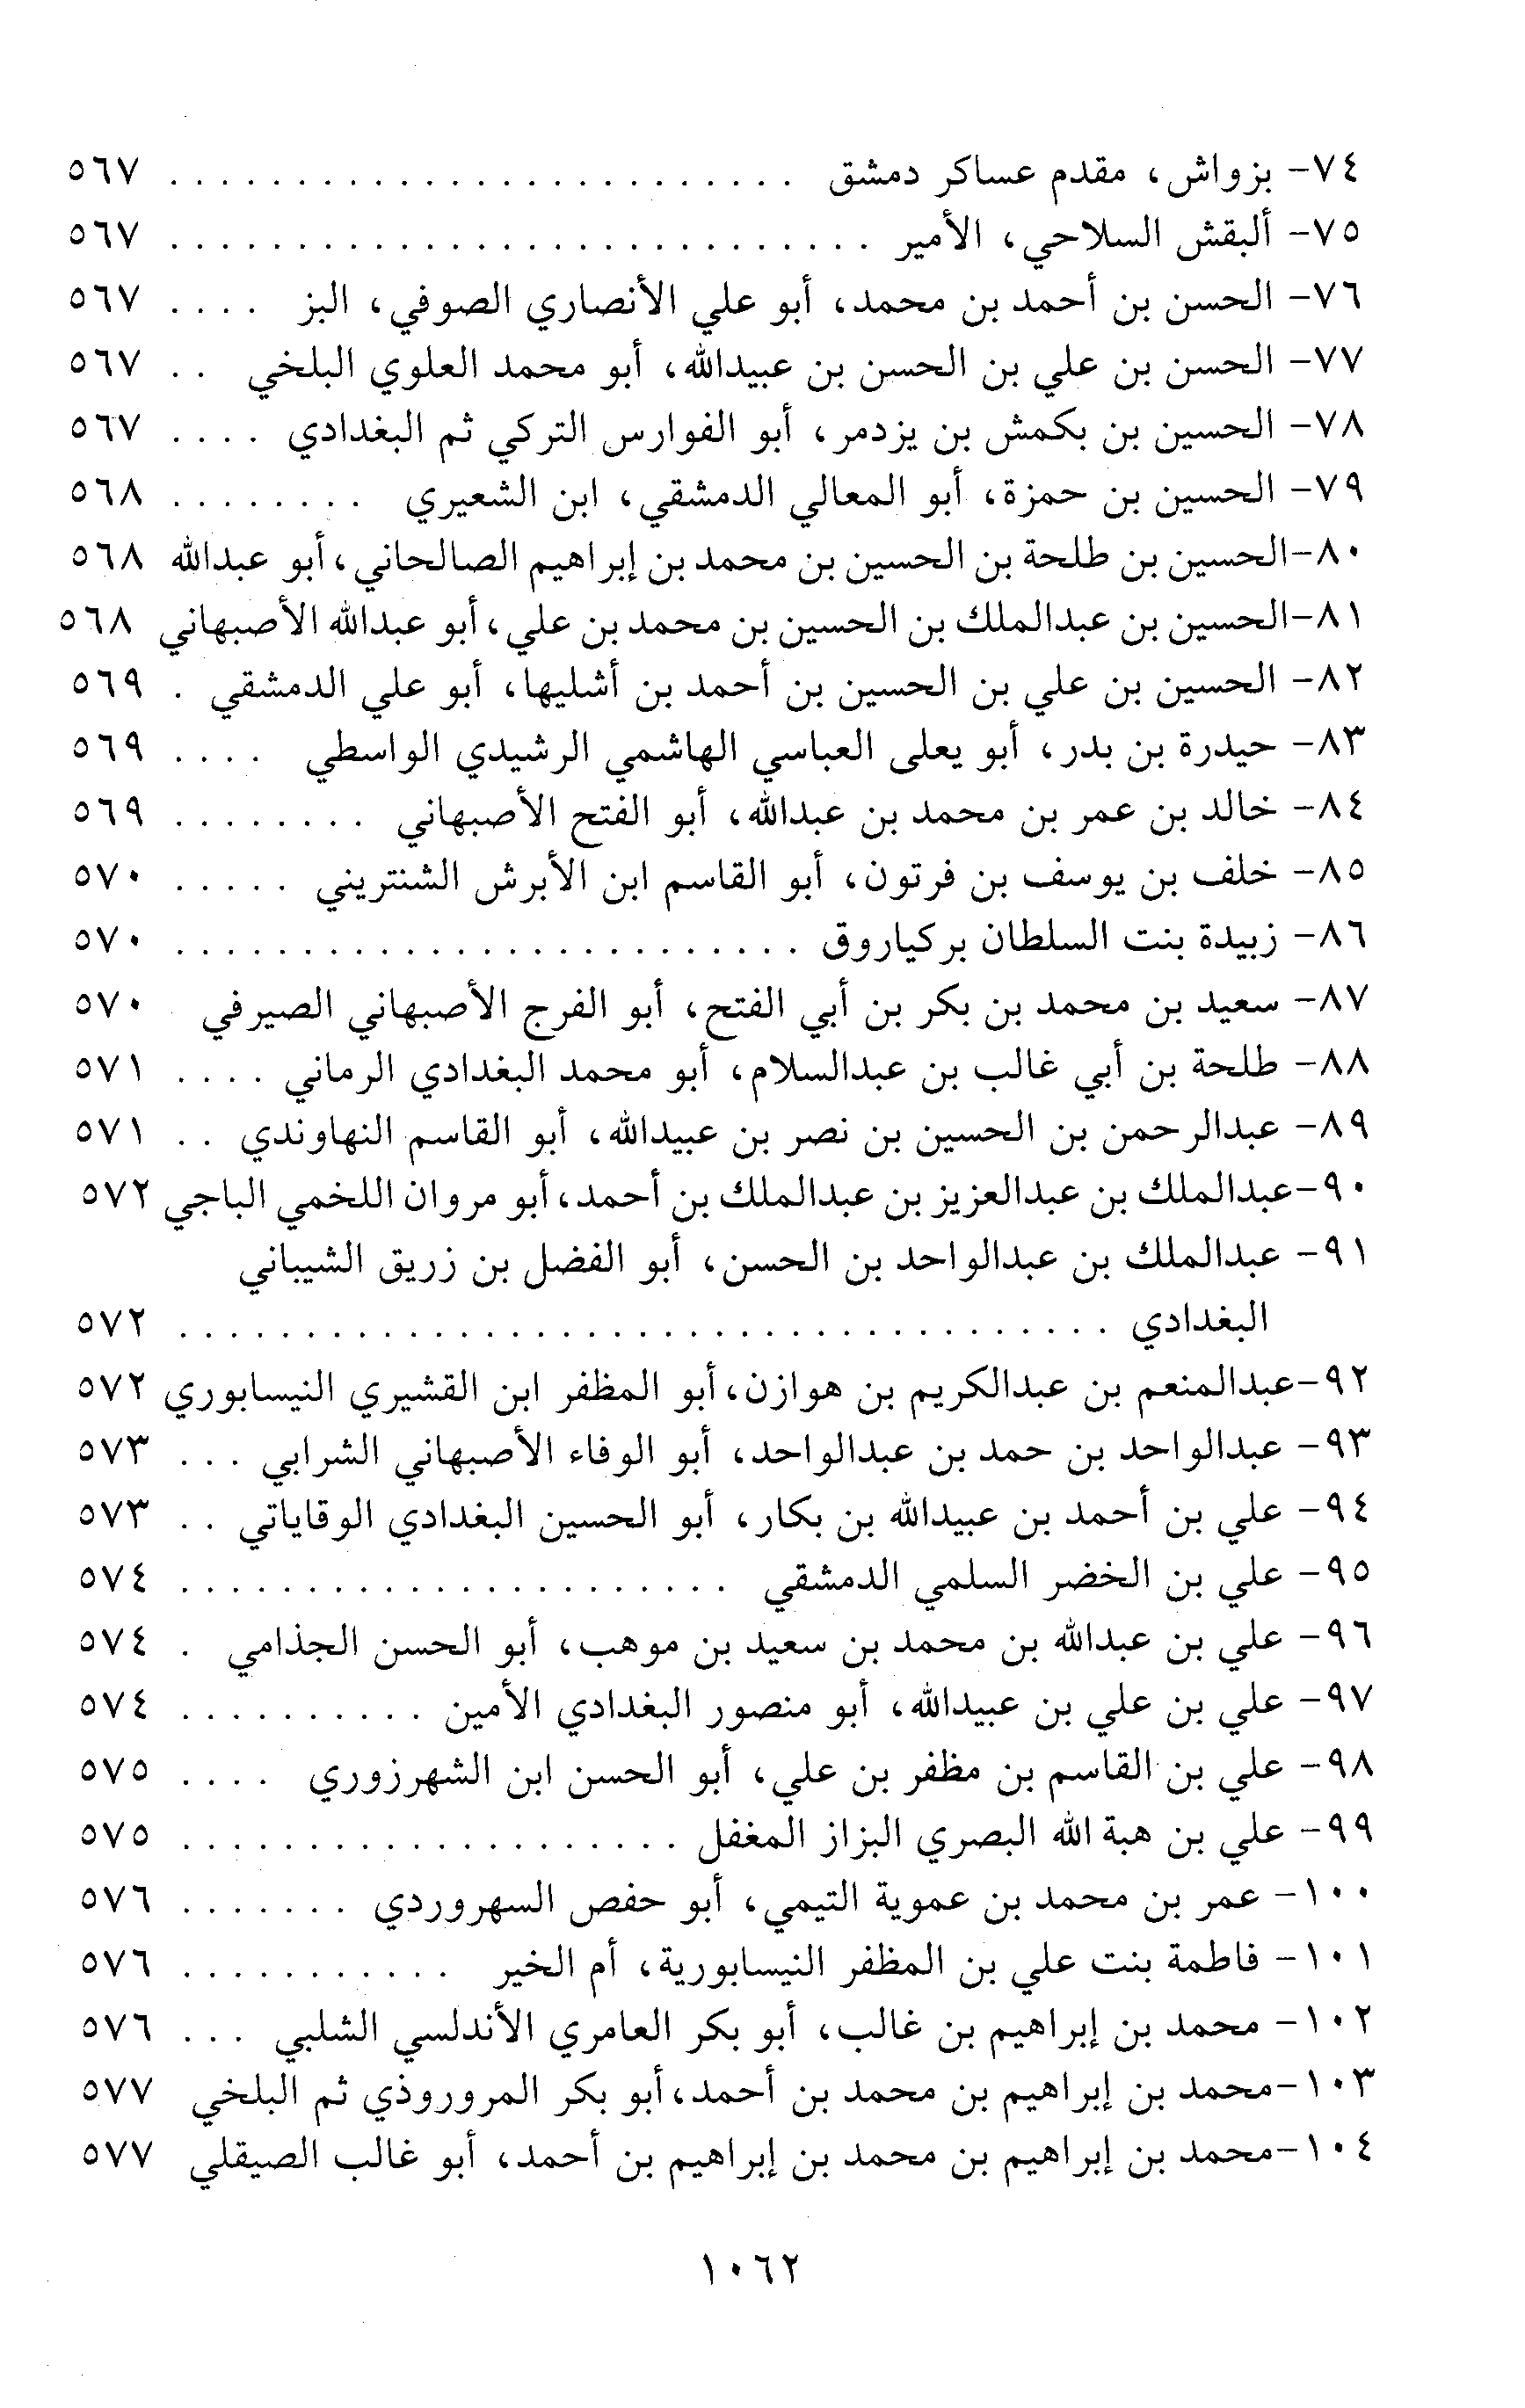 ٧٤- بزواش، مقدم عساكر دمشق . . . . . . . . . . . . . . . . . . . . . . . . . ٥٦٧
٧٥- ألبقش السلاحي، الأمير . . . . . . . . . . . . . . . . . . . . . . . . . . . . ٥٦٧
٧٦- الحسن بن أحمد بن محمد، أبو علي الأنصاري الصوفي، البز . . . . ٥٦٧
٧٧- الحسن بن علي بن الحسن بن عبيدالله، أبو محمد العلوي البلخي . . ٥٦٧
٧٨- الحسين بن بكمش بن يزدمر، أبو الفوارس التركي ثم البغدادي . . . . ٥٦٧
٧٩- الحسين بن حمزة، أبو المعالي الدمشقي، ابن الشعيري . . . . . . . . ٥٦٨
٨٠-الحسين بن طلحة بن الحسين بن محمد بن إبراهيم الصالحاني،أبو عبدالله ٥٦٨
٨١-الحسين بن عبدالملك بن الحسين بن محمد بن علي،أبو عبدالله الأصبهاني ٥٦٨
٨٢- الحسين بن علي بن الحسين بن أحمد بن أشليها، أبو علي الدمشقي . ٥٦٩
٨٣- حيدرة بن بدر، أبو يعلى العباسي الهاشمي الرشيدي الواسطي . . . . ٥٦٩
٨٤- خالد بن عمر بن محمد بن عبدالله، أبو الفتح الأصبهاني . . . . . . . . ٥٦٩
٨٥- خلف بن يوسف بن فرتون، أبو القاسم ابن الأبرش الشنتريني . . . . . ٥٧٠
٨٦- زبيدة بنت السلطان بركياروق . . . . . . . . . . . . . . . . . . . . . . . . . ٥٧٠
٨٧- سعيد بن محمد بن بكر بن أبي الفتح، أبو الفرج الأصبهاني الصيرفي ٥٧٠
٨٨- طلحة بن أبي غالب بن عبدالسلام، أبو محمد البغدادي الرماني . . . . ٥٧١
٨٩- عبدالرحمن بن الحسين بن نصر بن عبيدالله، أبو القاسم النهاوندي . . ٥٧١
٩٠-عبدالملك بن عبدالعزيز بن عبدالملك بن أحمد،أبو مروان اللخمي الباجي ٥٧٢
٩١- عبدالملك بن عبدالواحد بن الحسن، أبو الفضل بن زريق الشيباني
البغدادي . . . . . . . . . . . . . . . . . . . . . . . . . . . . . . . . . . . . . ٥٧٢
٩٢-عبدالمنعم بن عبدالكريم بن هوازن،أبو المظفر ابن القشيري النيسابوري ٥٧٢
٩٣- عبدالواحد بن حمد بن عبدالواحد، أبو الوفاء الأصبهاني الشرابي . . . ٥٧٣
٩٤- علي بن أحمد بن عبيدالله بن بكار، أبو الحسين البغدادي الوقاياتي . . ٥٧٣
٩٥- علي بن الخضر السلمي الدمشقي . . . . . . . . . . . . . . . . . . . . . . ٥٧٤
٩٦- علي بن عبدالله بن محمد بن سعيد بن موهب، أبو الحسن الجذامي . ٥٧٤
٩٧- علي بن علي بن عبيدالله، أبو منصور البغدادي الأمين . . . . . . . . . . ٥٧٤
٩٨- علي بن القاسم بن مظفر بن علي، أبو الحسن ابن الشهرزوري . . . . ٥٧٥
٩٩- علي بن هبة الله البصري البزاز المغفل . . . . . . . . . . . . . . . . . . . . ٥٧٥
١٠٠- عمر بن محمد بن عموية التيمي، أبو حفص السهروردي . . . . . . . ٥٧٦
١٠١- فاطمة بنت علي بن المظفر النيسابورية، أم الخير . . . . . . . . . . . ٥٧٦
١٠٢- محمد بن إبراهيم بن غالب، أبو بكر العامري الأندلسي الشلبي . . . ٥٧٦
١٠٣-محمد بن إبراهيم بن محمد بن أحمد،أبو بكر المروروذي ثم البلخي ٥٧٧
١٠٤-محمد بن إبراهيم بن محمد بن إبراهيم بن أحمد، أبو غالب الصيقلي ٥٧٧
١٠٦٢